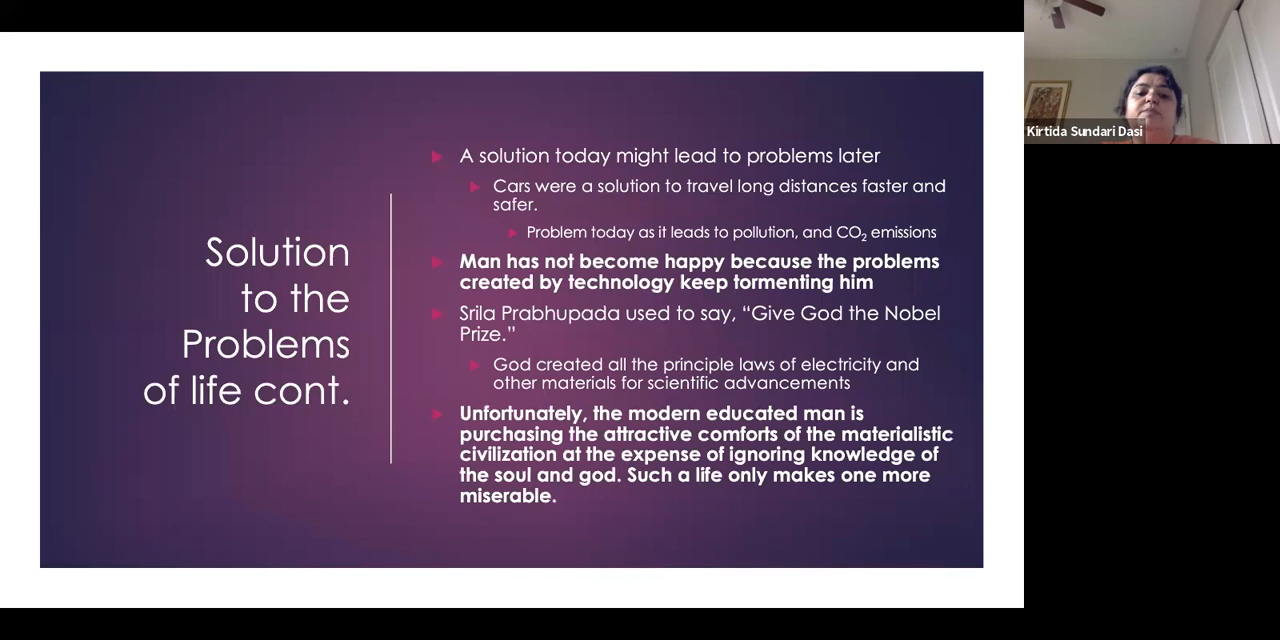 Solution
to the
Problems
of life cont.
A solution today might lead to problems later
Cars were a solution to travel long distances faster and
safer.
Problem today as it leads to pollution, and CO₂ emissions
Man has not become happy because the problems
created by technology keep tormenting him
Srila Prabhupada used to say, “Give God the Nobel
Prize.”
God created all the principle laws of electricity and
other materials for scientific advancements
Unfortunately, the modern educated man is
purchasing the attractive comforts of the materialistic
civilization at the expense of ignoring knowledge of
the soul and god. Such a life only makes one more
miserable.
Kirtida Sundari Dasi